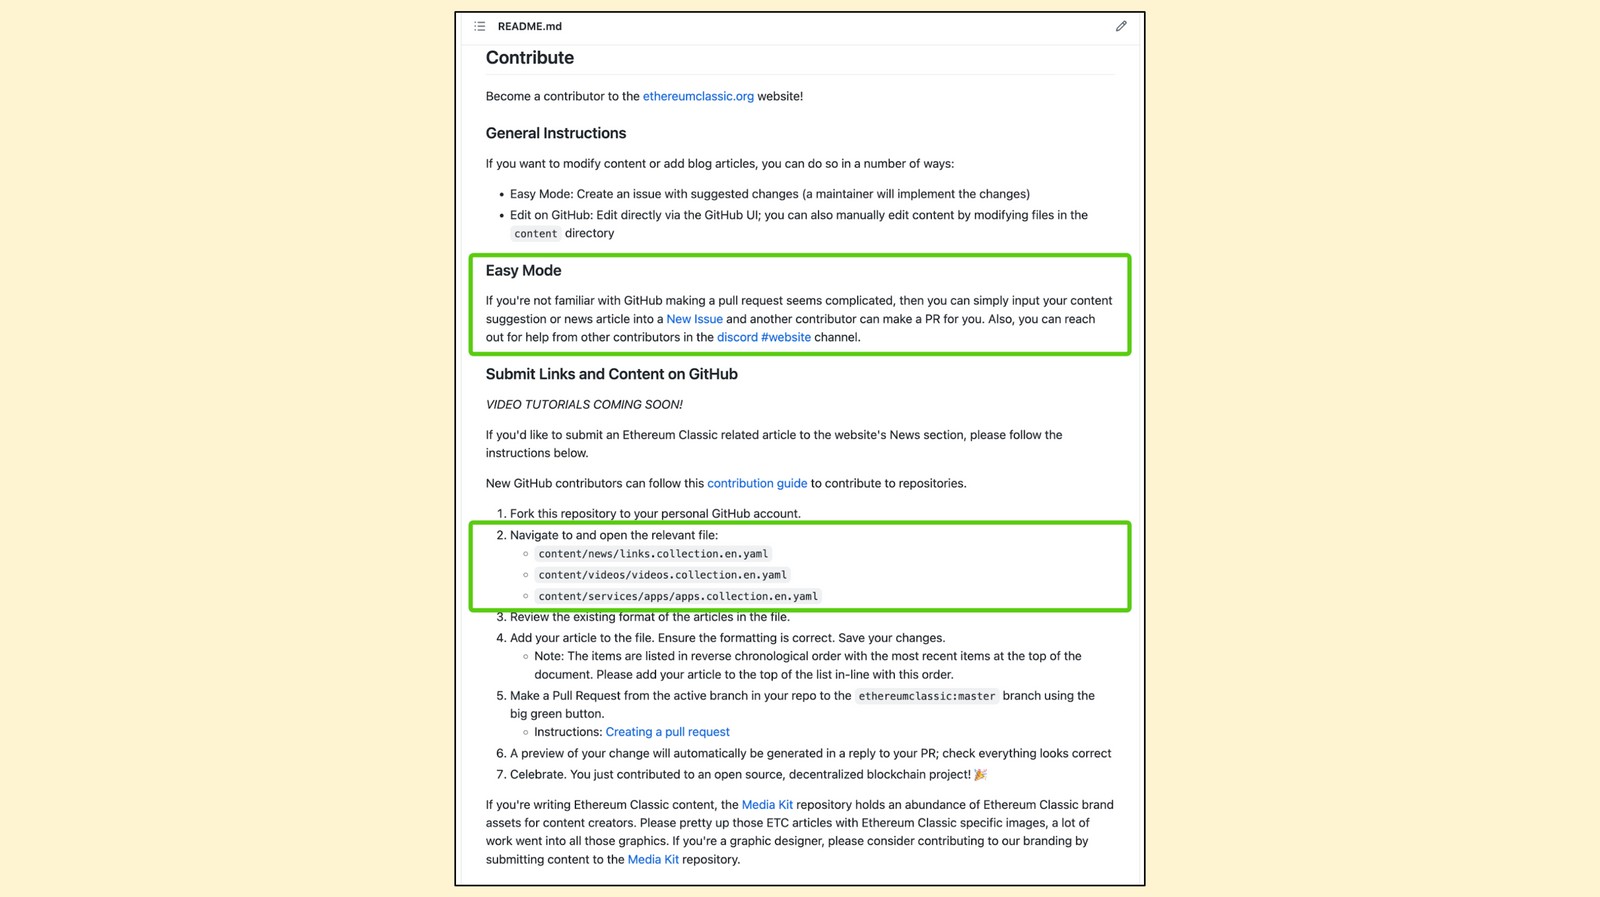 README.md
Contribute
Become a contributor to the ethereumclassic.org website!
General Instructions
If you want to modify content or add blog articles, you can do so in a number of ways:
• Easy Mode: Create an issue with suggested changes (a maintainer will implement the changes)
• Edit on GitHub: Edit directly via the GitHub UI; you can also manually edit content by modifying files in the
content directory
Easy Mode
If you're not familiar with GitHub making a pull request seems complicated, then you can simply input your content
suggestion or news article into a New Issue and another contributor can make a PR for you. Also, you can reach
out for help from other contributors in the discord #website channel.
Submit Links and Content on GitHub
VIDEO TUTORIALS COMING SOON!
If you'd like to submit an Ethereum Classic related article to the website's News section, please follow the
instructions below.
New GitHub contributors can follow this contribution guide to contribute to repositories.
1. Fork this repository to your personal GitHub account.
2. Navigate to and open the relevant file:
◦ content/news/links.collection.en.yaml
◦ content/videos/videos.collection.en.yaml
◦ content/services/apps/apps.collection.en.yaml
3. Review the existing format of the articles in the file.
4. Add your article to the file. Ensure the formatting is correct. Save your changes.
◦ Note: The items are listed in reverse chronological order with the most recent items at the top of the
document. Please add your article to the top of the list in-line with this order.
5. Make a Pull Request from the active branch in your repo to the ethereumclassic:master branch using the
big green button.
◦ Instructions: Creating a pull request
6. A preview of your change will automatically be generated in a reply to your PR; check everything looks correct
7. Celebrate. You just contributed to an open source, decentralized blockchain project! 🎉
If you're writing Ethereum Classic content, the Media Kit repository holds an abundance of Ethereum Classic brand
assets for content creators. Please pretty up those ETC articles with Ethereum Classic specific images, a lot of
work went into all those graphics. If you're a graphic designer, please consider contributing to our branding by
submitting content to the Media Kit repository.